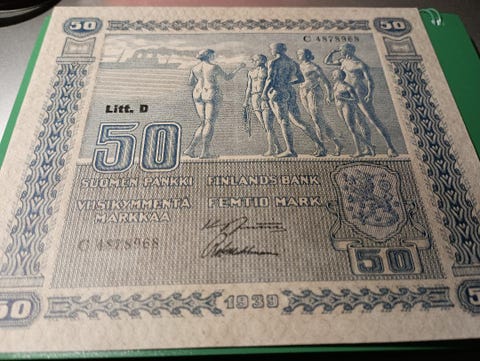 50 50
C 4878968
Litt. D
50
SUOMEN PANKKI FINLANDS BANK
VIISIKYMMENTÄ FEMTIO MARK
MARKKAA
C 4878968
50
50 1939 50